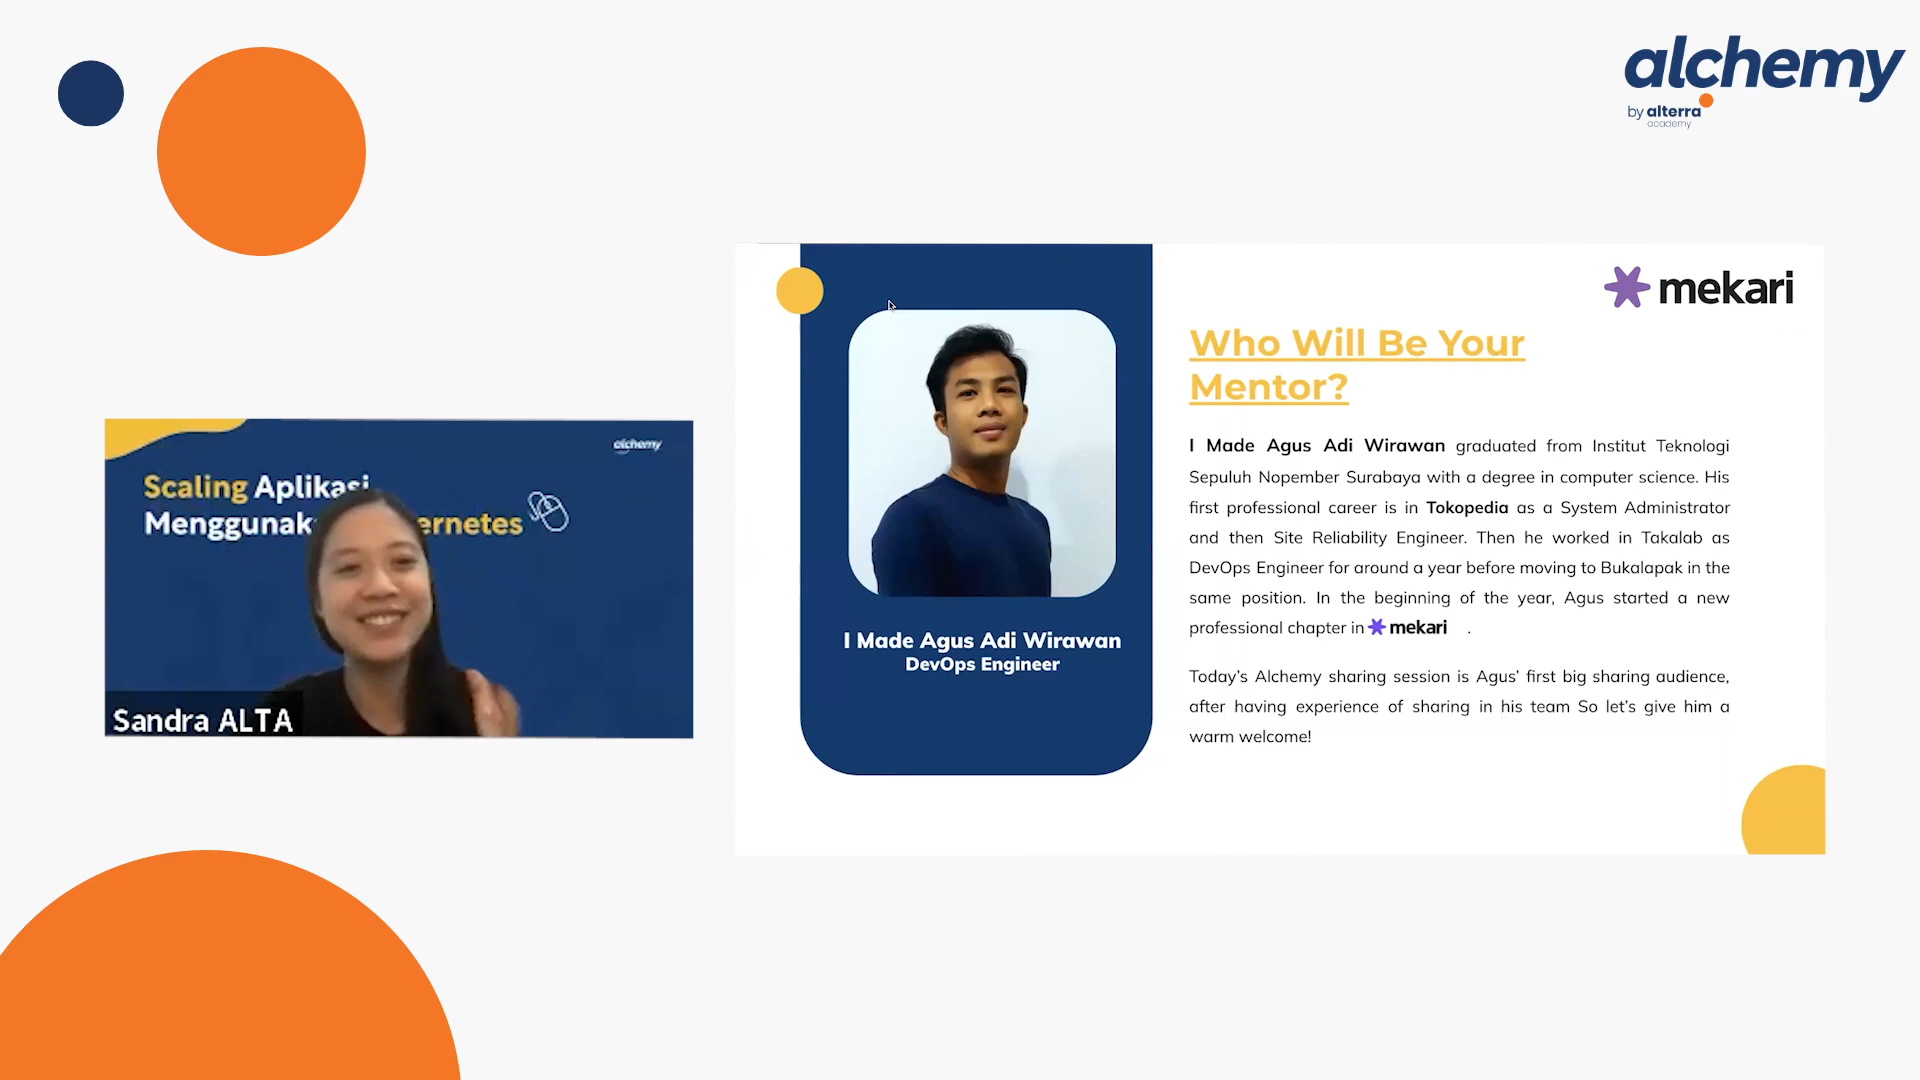 alchemy
by alterra
academy
alchemy
Scaling Aplikasi
Menggunak ernetes
Sandra ALTA
mekari
Who Will Be Your
Mentor?
I Made Agus Adi Wirawan graduated from Institut Teknologi
Sepuluh Nopember Surabaya with a degree in computer science. His
first professional career is in Tokopedia as a System Administrator
and then Site Reliability Engineer. Then he worked in Takalab as
DevOps Engineer for around a year before moving to Bukalapak in the
same position. In the beginning of the year, Agus started a new
professional chapter in mekari .
Today's Alchemy sharing session is Agus' first big sharing audience,
after having experience of sharing in his team So let's give him a
warm welcome!
I Made Agus Adi Wirawan
DevOps Engineer